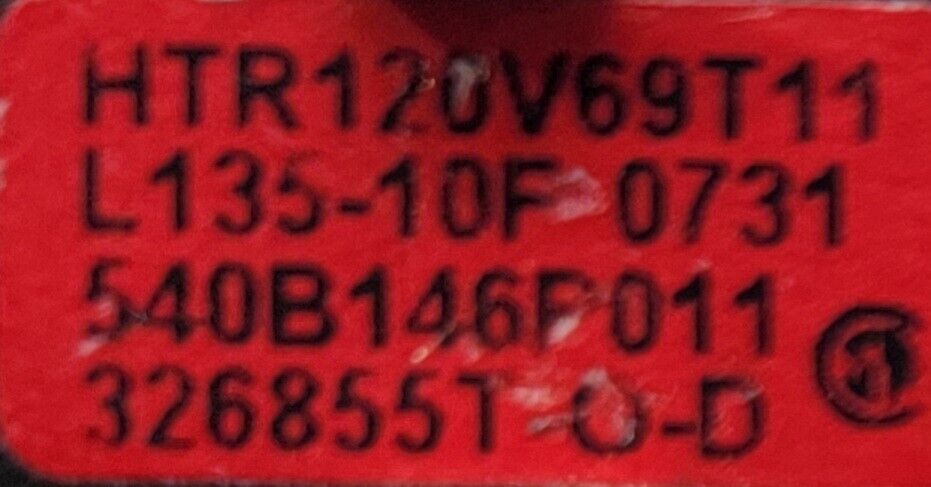 HTR120V69T11
L135-10F 0731
540B146P011
326855T O-D